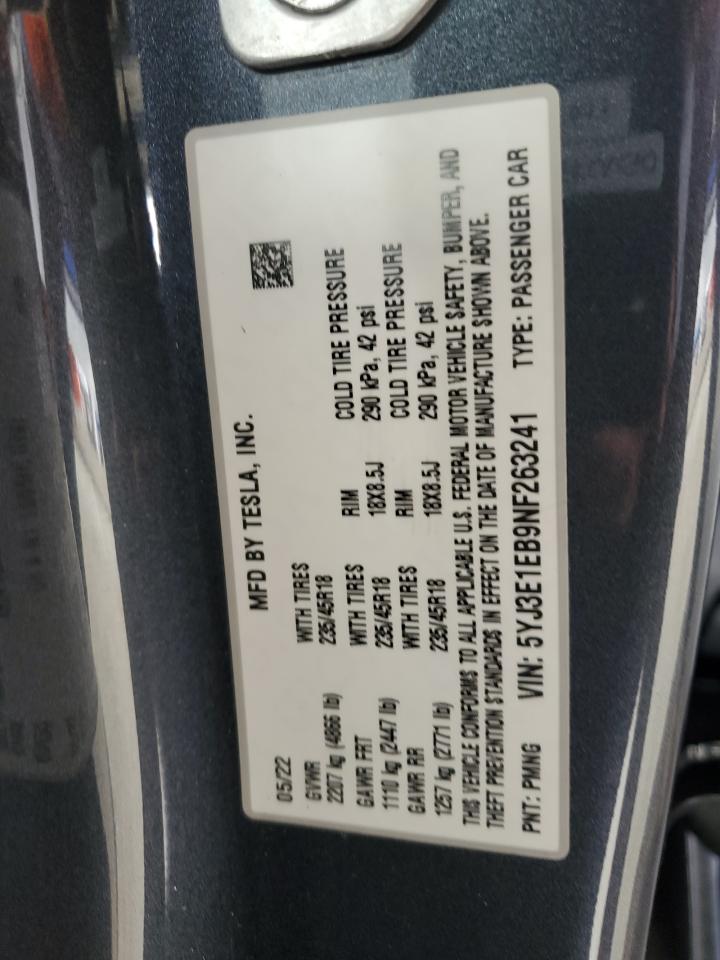 MFD BY TESLA, INC.
05/22
GVWR WITH TIRES
2207 kg (4866 lb) 235/45R18
GAWR FRT WITH TIRES RIM COLD TIRE PRESSURE
1110 kg (2447 lb) 235/45R18 18X8.5J 290 kPa, 42 psi
GAWR RR WITH TIRES RIM COLD TIRE PRESSURE
1257 kg (2771 lb) 235/45R18 18X8.5J 290 kPa, 42 psi
THIS VEHICLE CONFORMS TO ALL APPLICABLE U.S. FEDERAL MOTOR VEHICLE SAFETY, BUMPER, AND
THEFT PREVENTION STANDARDS IN EFFECT ON THE DATE OF MANUFACTURE SHOWN ABOVE.
PNT: PMNG VIN: 5YJ3E1EB9NF263241 TYPE: PASSENGER CAR